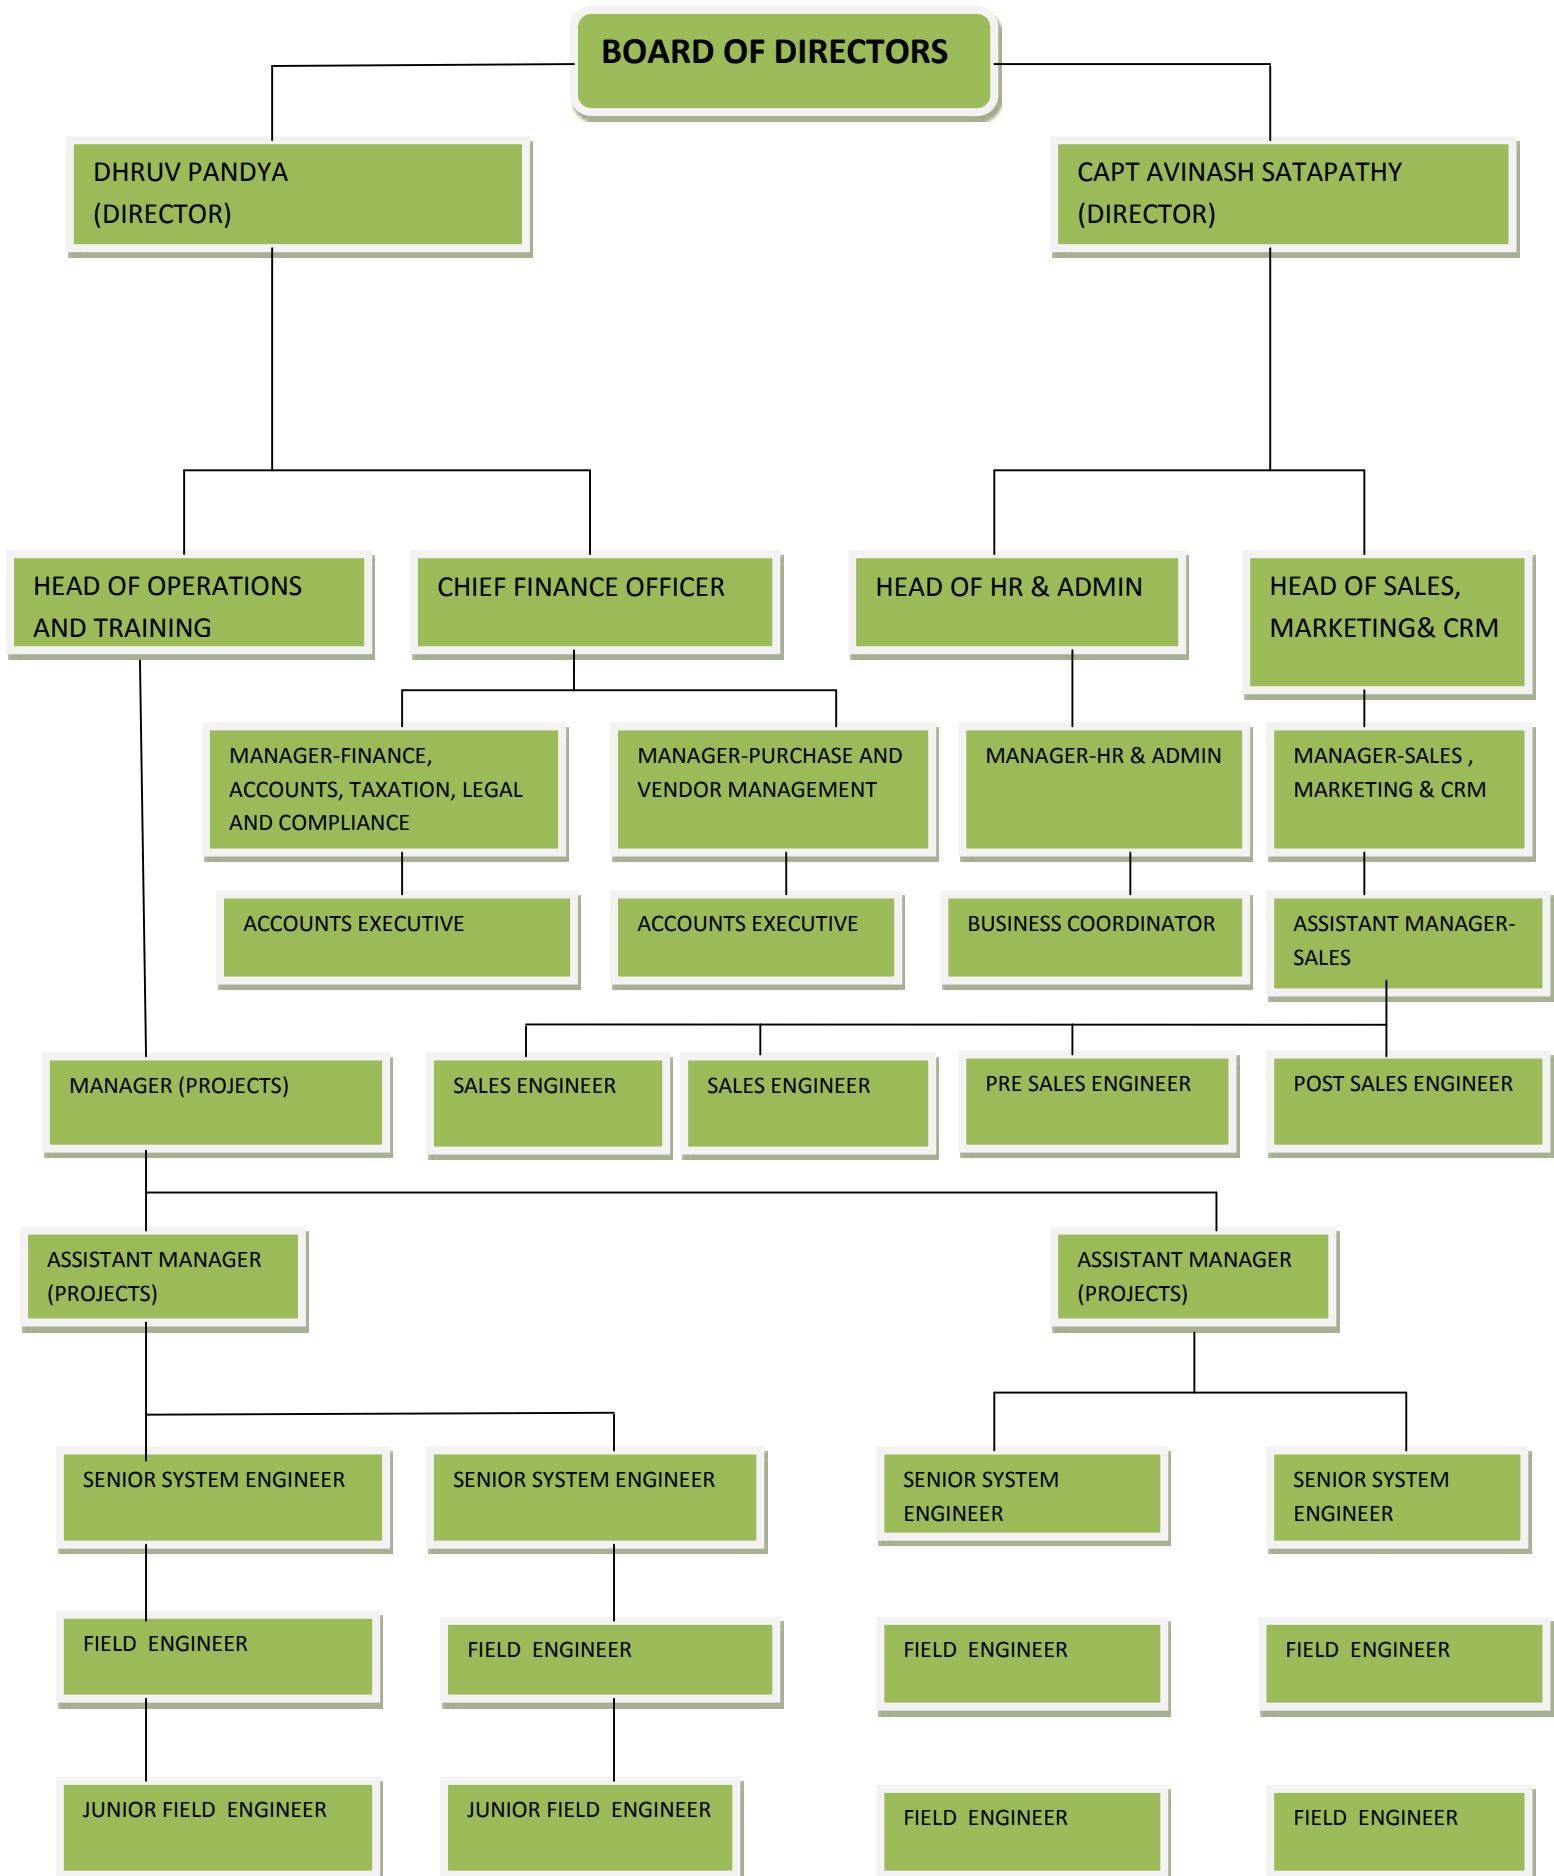 BOARD OF DIRECTORS
DHRUV PANDYA
(DIRECTOR)
CAPT AVINASH SATAPATHY
(DIRECTOR)
HEAD OF OPERATIONS
AND TRAINING
CHIEF FINANCE OFFICER
HEAD OF HR & ADMIN
HEAD OF SALES,
MARKETING& CRM
MANAGER-FINANCE,
ACCOUNTS, TAXATION, LEGAL
AND COMPLIANCE
MANAGER-PURCHASE AND
VENDOR MANAGEMENT
MANAGER-HR & ADMIN
MANAGER-SALES ,
MARKETING & CRM
ACCOUNTS EXECUTIVE
ACCOUNTS EXECUTIVE
BUSINESS COORDINATOR
ASSISTANT MANAGER-
SALES
MANAGER (PROJECTS)
SALES ENGINEER
SALES ENGINEER
PRE SALES ENGINEER
POST SALES ENGINEER
ASSISTANT MANAGER
(PROJECTS)
ASSISTANT MANAGER
(PROJECTS)
SENIOR SYSTEM ENGINEER
SENIOR SYSTEM ENGINEER
SENIOR SYSTEM
ENGINEER
SENIOR SYSTEM
ENGINEER
FIELD  ENGINEER
FIELD  ENGINEER
FIELD  ENGINEER
FIELD  ENGINEER
JUNIOR FIELD  ENGINEER
JUNIOR FIELD  ENGINEER
FIELD  ENGINEER
FIELD  ENGINEER